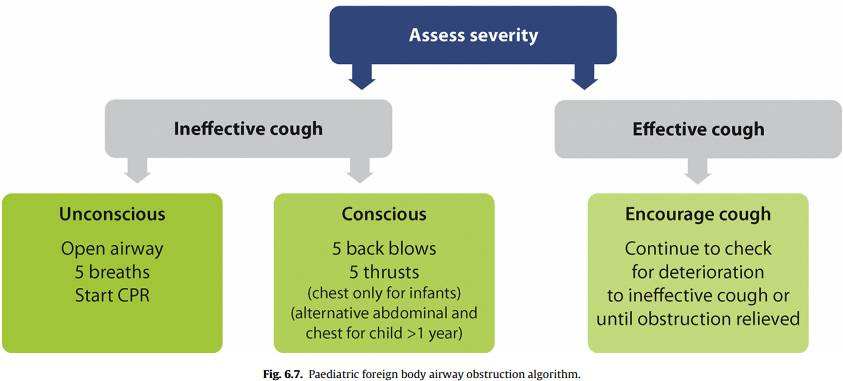 Assess severity
Ineffective cough
Effective cough
Unconscious
Open airway
5 breaths
Start CPR
Conscious
5 back blows
5 thrusts
(chest only for infants)
(alternative abdominal and
chest for child >1 year)
Encourage cough
Continue to check
for deterioration
to ineffective cough or
until obstruction relieved
Fig. 6.7. Paediatric foreign body airway obstruction algorithm.